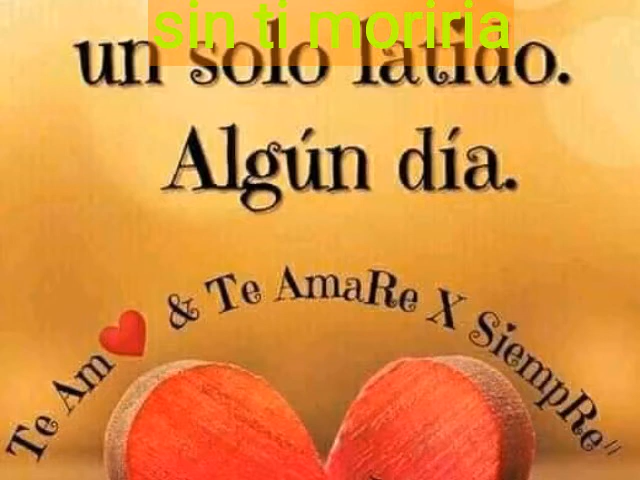 sin ti moriria
un solo latido.
Algún día.
Te Am❤ & Te AmaRe X SiempRe"